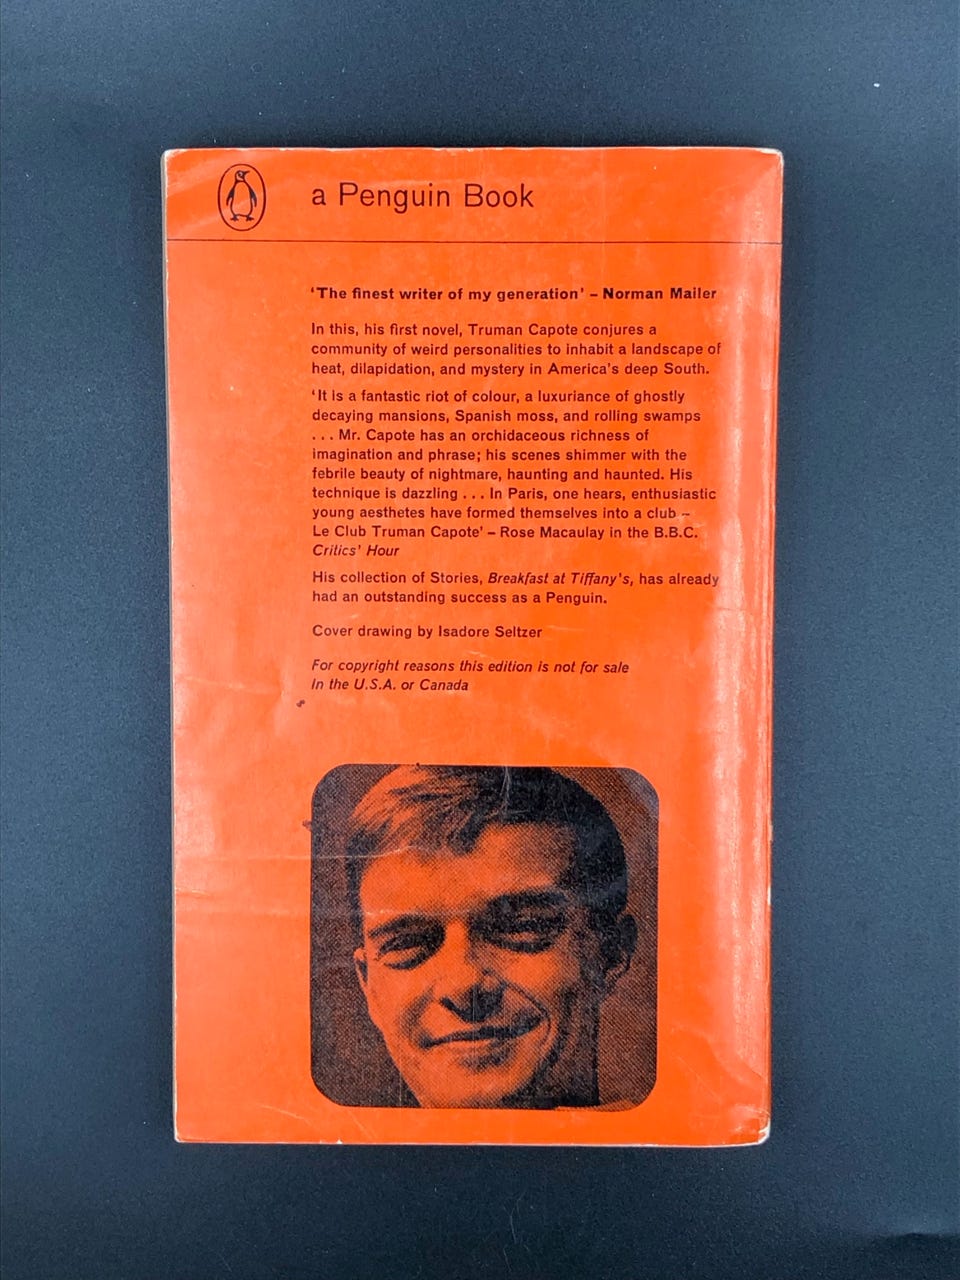 a Penguin Book
‘The finest writer of my generation’ – Norman Mailer
In this, his first novel, Truman Capote conjures a
community of weird personalities to inhabit a landscape of
heat, dilapidation, and mystery in America's deep South.
‘It is a fantastic riot of colour, a luxuriance of ghostly
decaying mansions, Spanish moss, and rolling swamps
. . . Mr. Capote has an orchidaceous richness of
imagination and phrase; his scenes shimmer with the
febrile beauty of nightmare, haunting and haunted. His
technique is dazzling . . . In Paris, one hears, enthusiastic
young aesthetes have formed themselves into a club –
Le Club Truman Capote’ – Rose Macaulay in the B.B.C.
Critics' Hour
His collection of Stories, Breakfast at Tiffany's, has already
had an outstanding success as a Penguin.
Cover drawing by Isadore Seltzer
For copyright reasons this edition is not for sale
in the U.S.A. or Canada